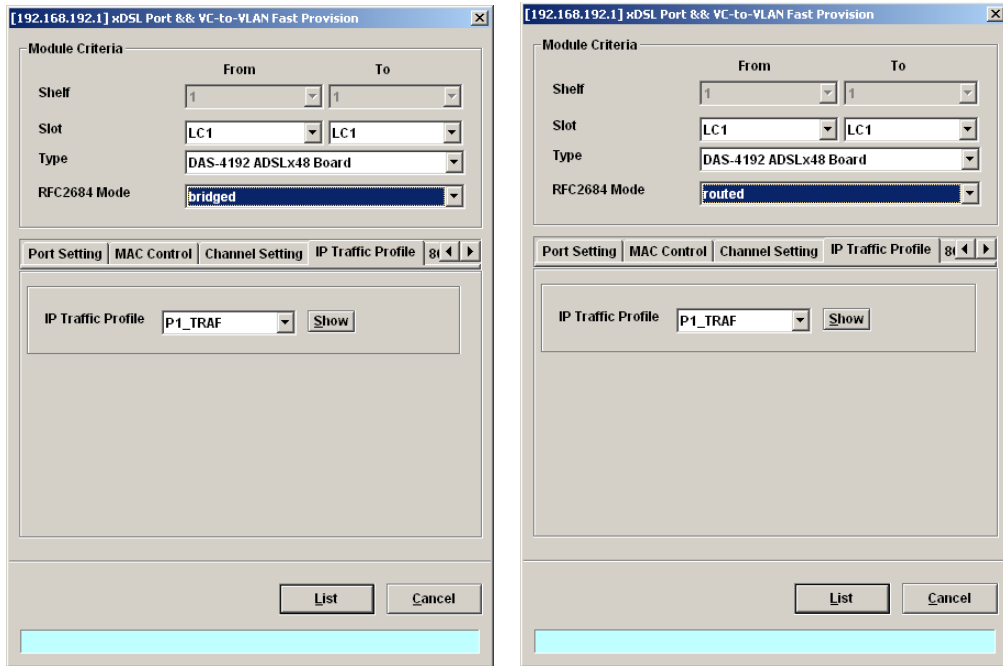 [192.168.192.1] xDSL Port && VC-to-VLAN Fast Provision
Module Criteria
From To
Shelf 1 1
Slot LC1 LC1
Type DAS-4192 ADSLx48 Board
RFC2684 Mode bridged
Port Setting MAC Control Channel Setting IP Traffic Profile
IP Traffic Profile P1_TRAF Show
List Cancel
[192.168.192.1] xDSL Port && VC-to-VLAN Fast Provision
Module Criteria
From To
Shelf 1 1
Slot LC1 LC1
Type DAS-4192 ADSLx48 Board
RFC2684 Mode routed
Port Setting MAC Control Channel Setting IP Traffic Profile
IP Traffic Profile P1_TRAF Show
List Cancel